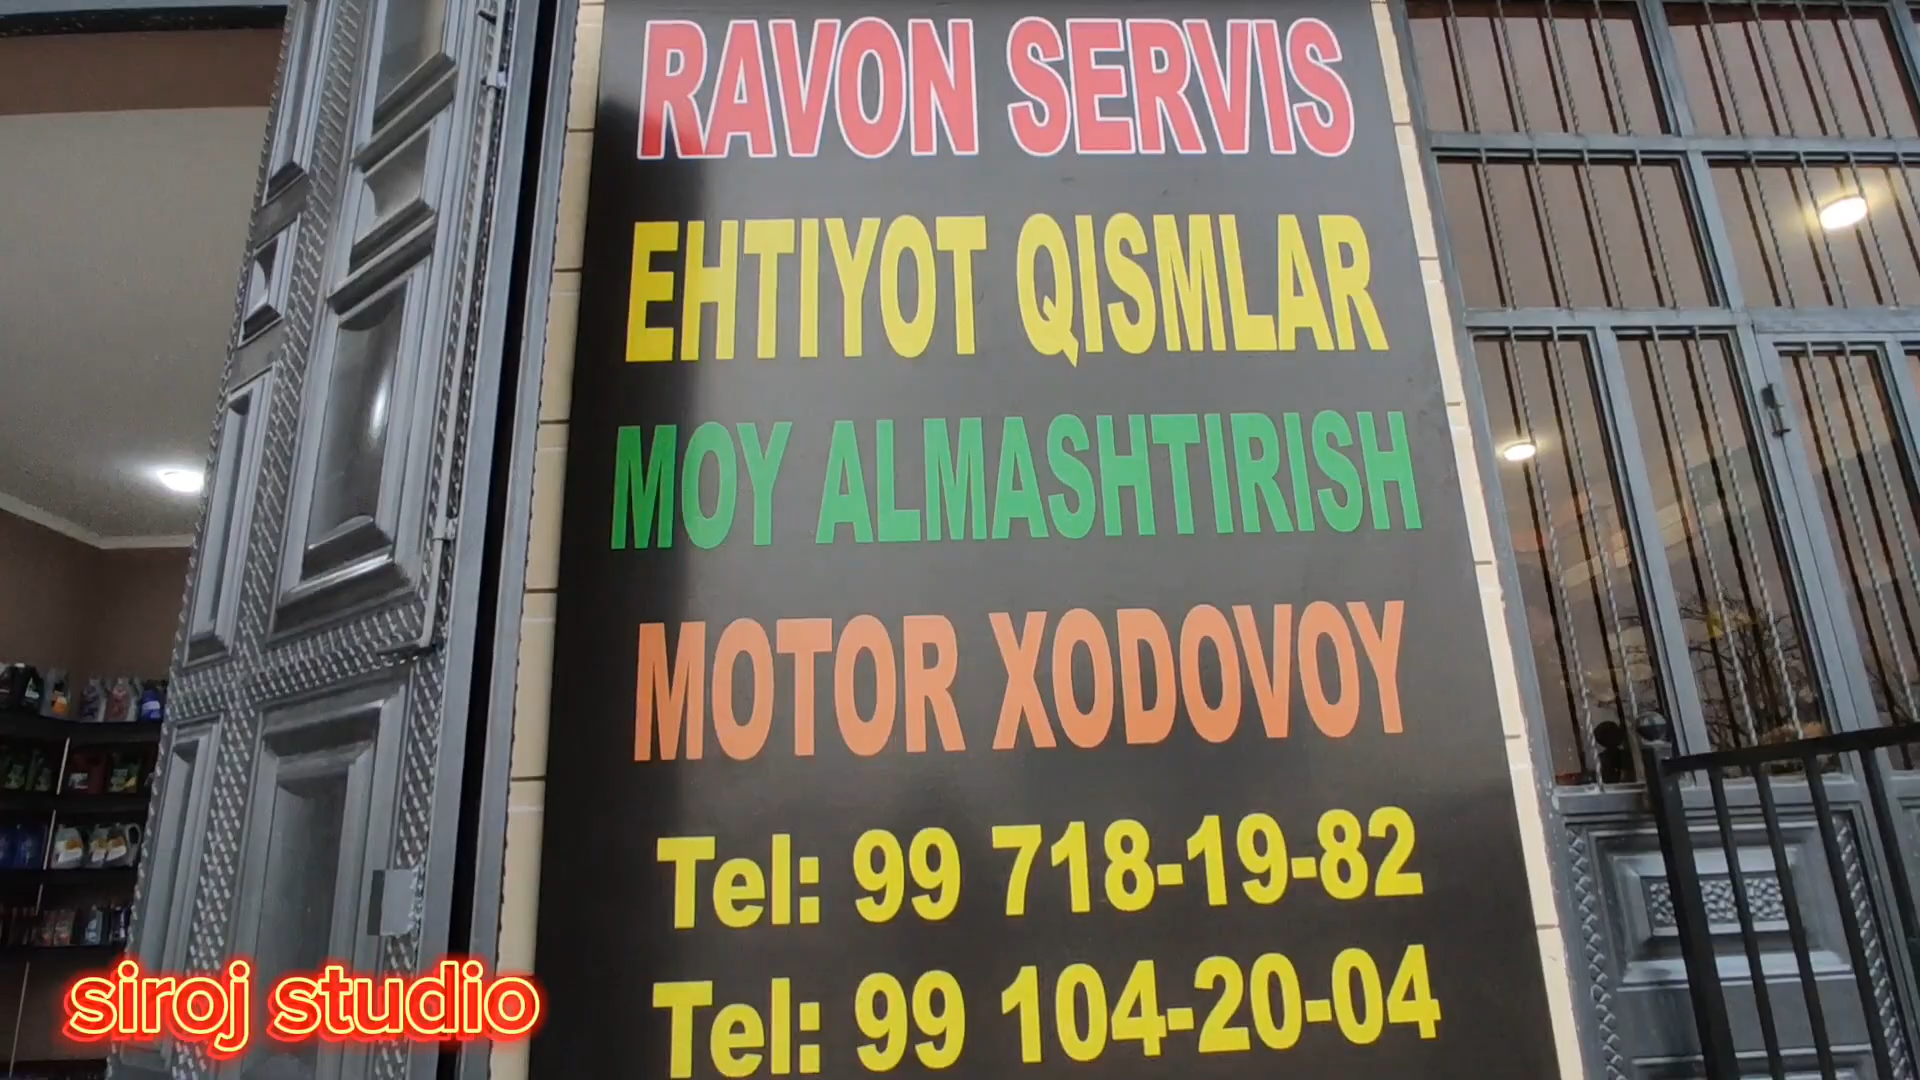 RAVON SERVIS
EHTIYOT QISMLAR
MOY ALMASHTIRISH
MOTOR XODOVOY
Tel: 99 718-19-82
Tel: 99 104-20-04
siroj studio